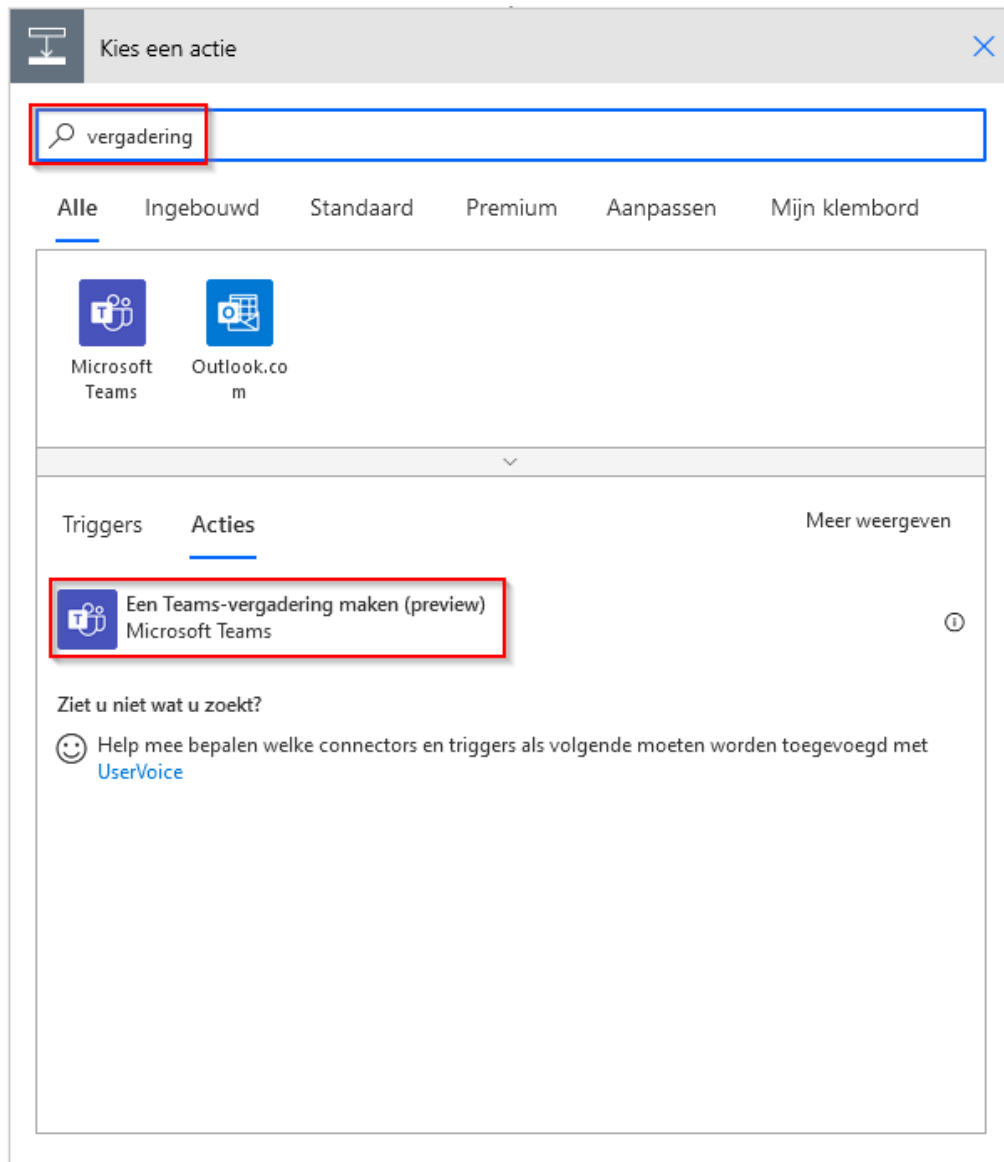 Kies een actie
vergadering
Alle Ingebouwd Standaard Premium Aanpassen Mijn klembord
Microsoft Teams
Outlook.co
m
Triggers Acties Meer weergeven
Een Teams-vergadering maken (preview)
Microsoft Teams
Ziet u niet wat u zoekt?
Help mee bepalen welke connectors en triggers als volgende moeten worden toegevoegd met
UserVoice